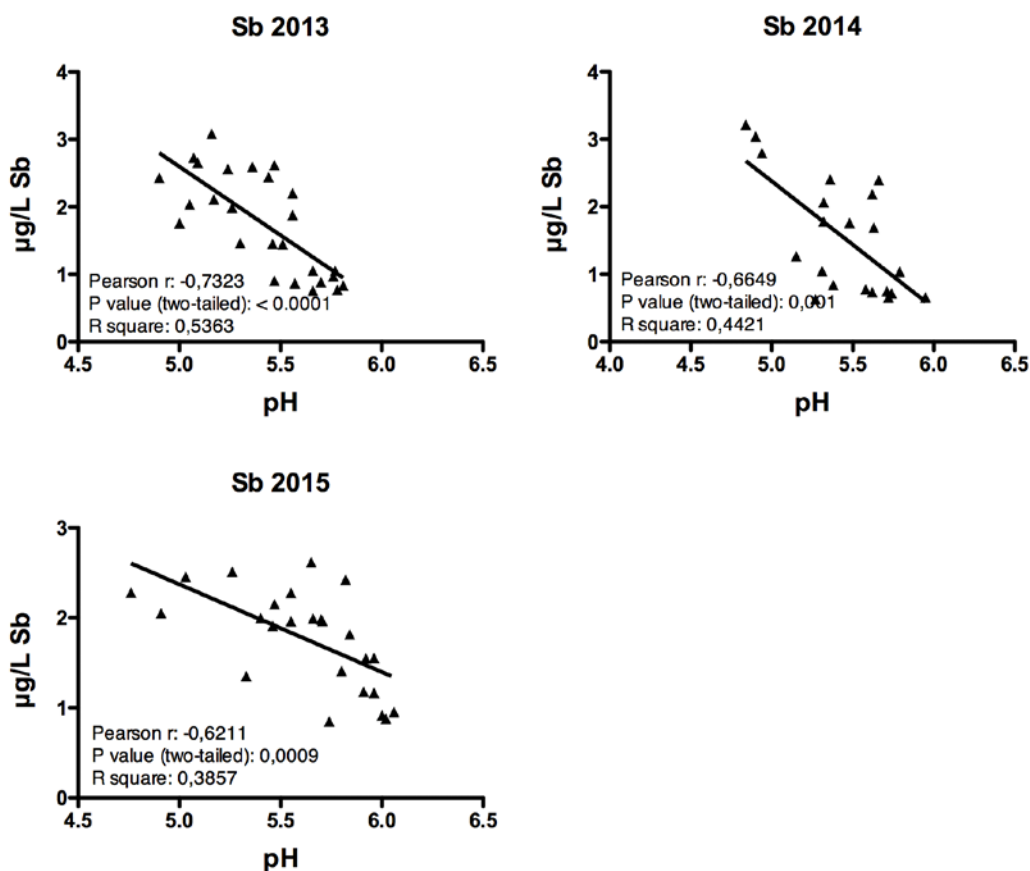 Sb 2013
4
3
2
1
0
µg/L Sb
Pearson r: -0,7323
P value (two-tailed): < 0.0001
R square: 0,5363
4.5 5.0 5.5 6.0 6.5
pH
Sb 2014
4
3
2
1
0
µg/L Sb
Pearson r: -0,6649
P value (two-tailed): 0,001
R square: 0,4421
4.0 4.5 5.0 5.5 6.0 6.5
pH
Sb 2015
3
2
1
0
µg/L Sb
Pearson r: -0,6211
P value (two-tailed): 0,0009
R square: 0,3857
4.5 5.0 5.5 6.0 6.5
pH